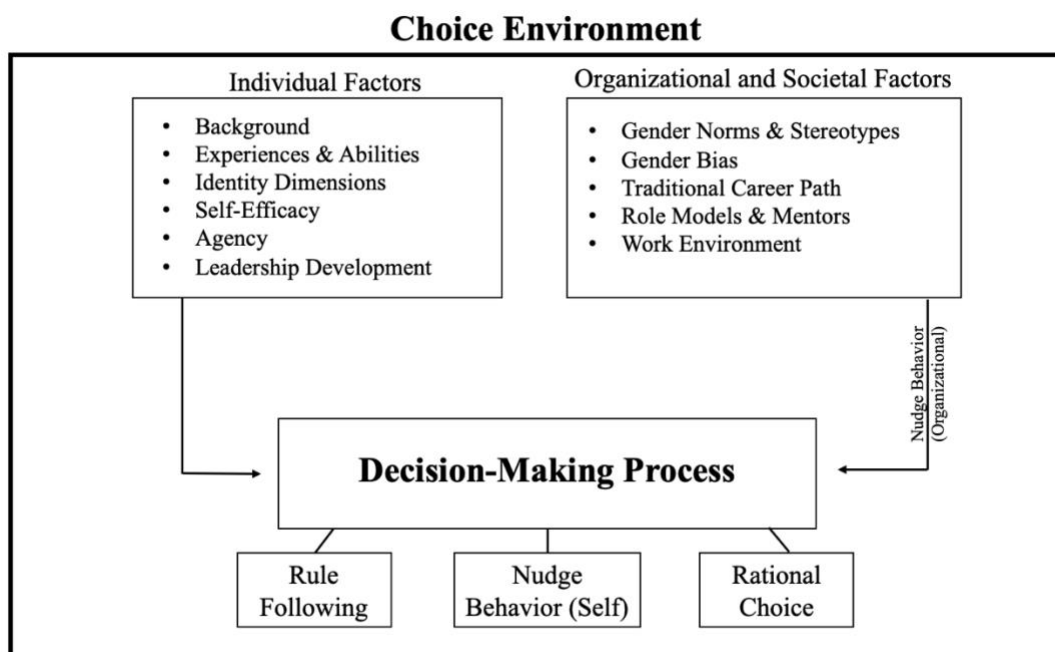 Choice Environment
Individual Factors
• Background
• Experiences & Abilities
• Identity Dimensions
• Self-Efficacy
• Agency
• Leadership Development
Organizational and Societal Factors
• Gender Norms & Stereotypes
• Gender Bias
• Traditional Career Path
• Role Models & Mentors
• Work Environment
Nudge Behavior
(Organizational)
Decision-Making Process
Rule
Following
Nudge
Behavior (Self)
Rational
Choice